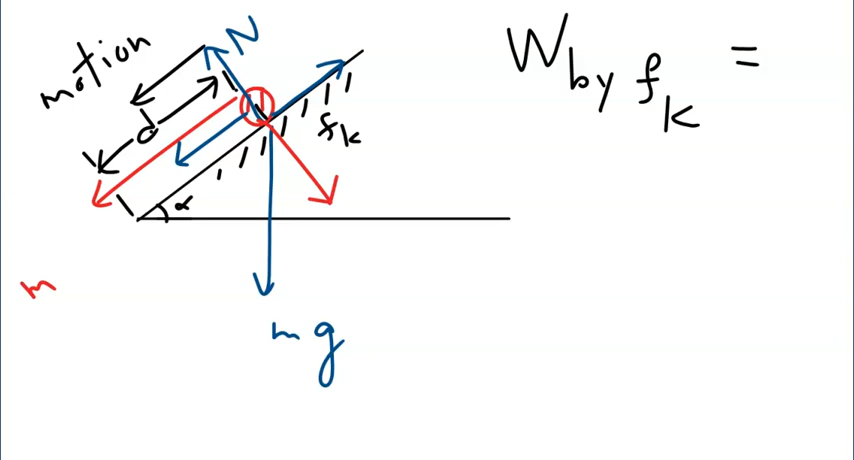 motion
N
d
f_k
α
m
mg
W_by f_k =